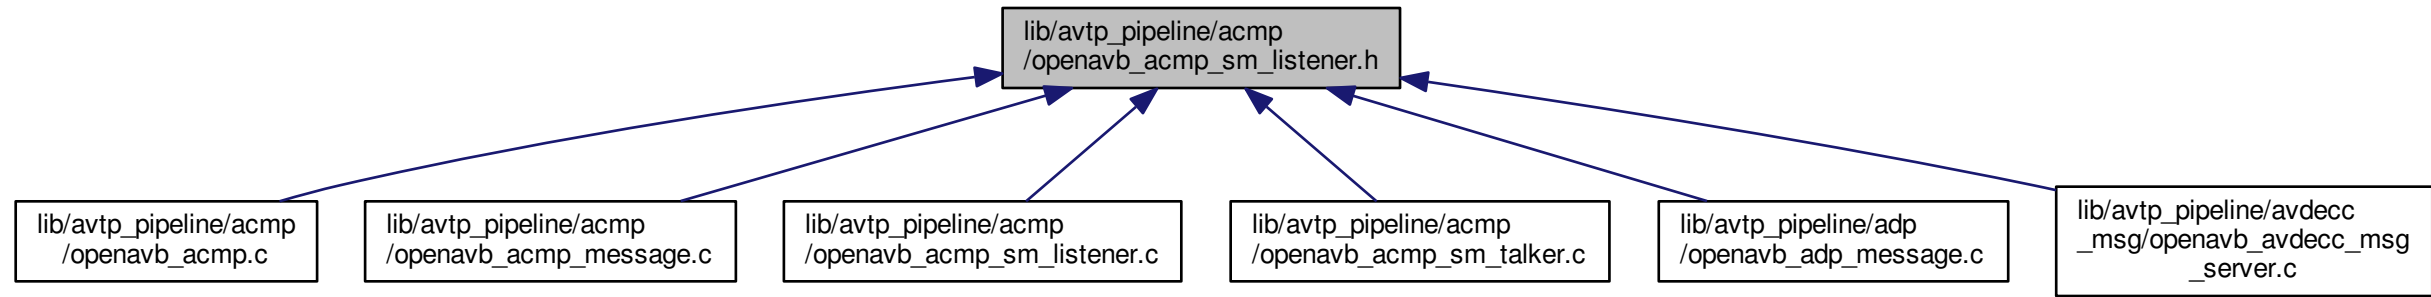 lib/avtp_pipeline/acmp
/openavb_acmp_sm_listener.h
lib/avtp_pipeline/acmp
/openavb_acmp.c
lib/avtp_pipeline/acmp
/openavb_acmp_message.c
lib/avtp_pipeline/acmp
/openavb_acmp_sm_listener.c
lib/avtp_pipeline/acmp
/openavb_acmp_sm_talker.c
lib/avtp_pipeline/adp
/openavb_adp_message.c
lib/avtp_pipeline/avdecc
_msg/openavb_avdecc_msg
_server.c